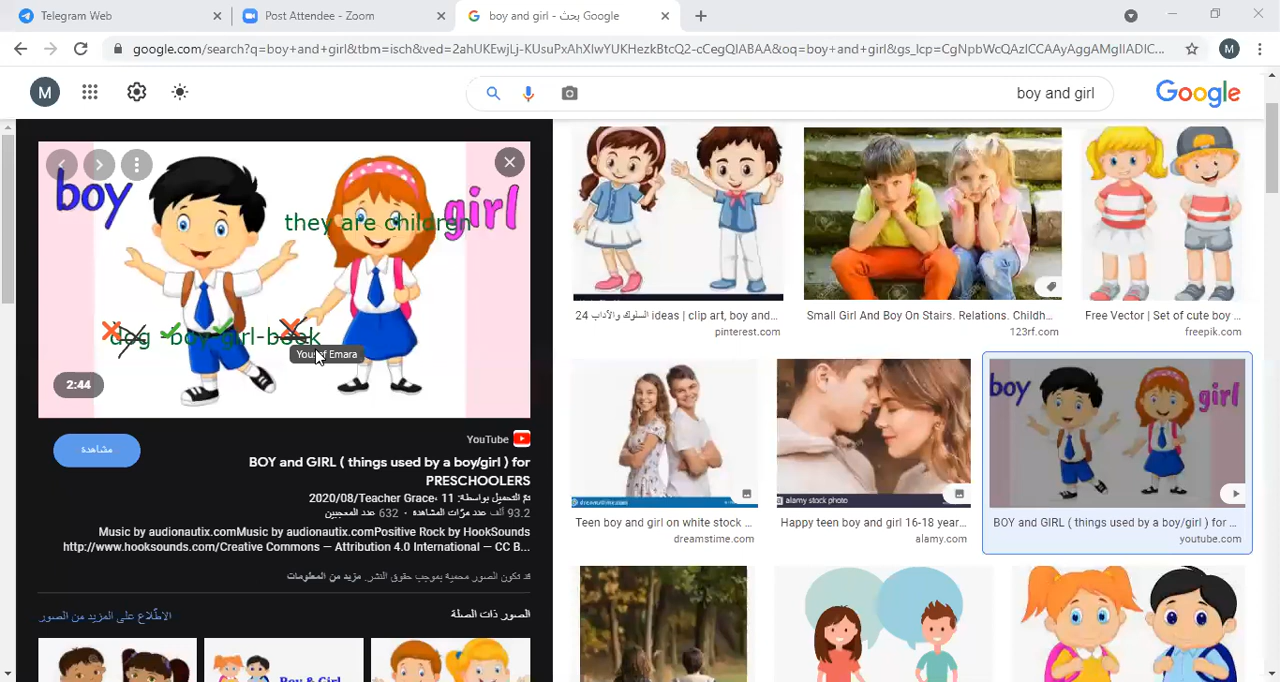 Telegram Web
Post Attendee - Zoom
boy and girl - بحث Google
google.com/search?q=boy+and+girl&tbm=isch&ved=2ahUKEwjLj-KUsuPxAhXlwYUKHezkBtcQ2-cCegQIABAA&oq=boy+and+girl&gs_lcp=CgNpbWcQAzICCAAyAggAMgIIADIC...
M
M
boy and girl
Google
boy
girl
they are children
dog -boy-girl-book
Yousef Emara
2:44
مشاهدة
YouTube
BOY and GIRL ( things used by a boy/girl ) for
PRESCHOOLERS
تم التحميل بواسطة: Teacher Grace، 11‏/08‏/2020
93.2 ألف عدد مرّات المشاهدة · 632 عدد المعجبين
Music by audionautix.comMusic by audionautix.comPositive Rock by HookSounds
http://www.hooksounds.com/Creative Commons — Attribution 4.0 International — CC B...
قد تكون الصور محمية بموجب حقوق النشر. مزيد من المعلومات
الصور ذات الصلة
الاطّلاع على المزيد من الصور
Boy & Girl
24 السلوك والآداب ideas | clip art, boy and...
pinterest.com
Small Girl And Boy On Stairs. Relations. Childh...
123rf.com
Free Vector | Set of cute boy ...
freepik.com
dreamstime
Teen boy and girl on white stock ...
dreamstime.com
alamy stock photo
Happy teen boy and girl 16-18 year...
alamy.com
boy
girl
BOY and GIRL ( things used by a boy/girl ) for ...
youtube.com